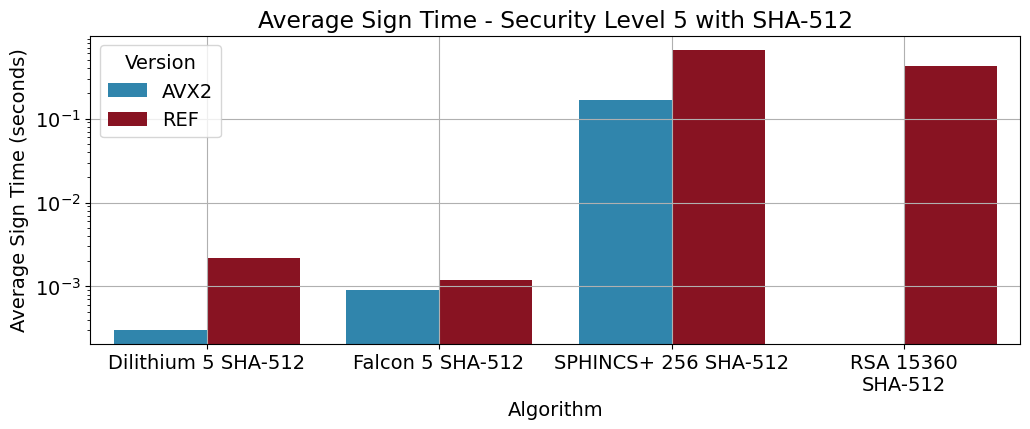 Average Sign Time - Security Level 5 with SHA-512
Average Sign Time (seconds)
10⁻¹
10⁻²
10⁻³
Version
AVX2
REF
Dilithium 5 SHA-512
Falcon 5 SHA-512
SPHINCS+ 256 SHA-512
RSA 15360
SHA-512
Algorithm